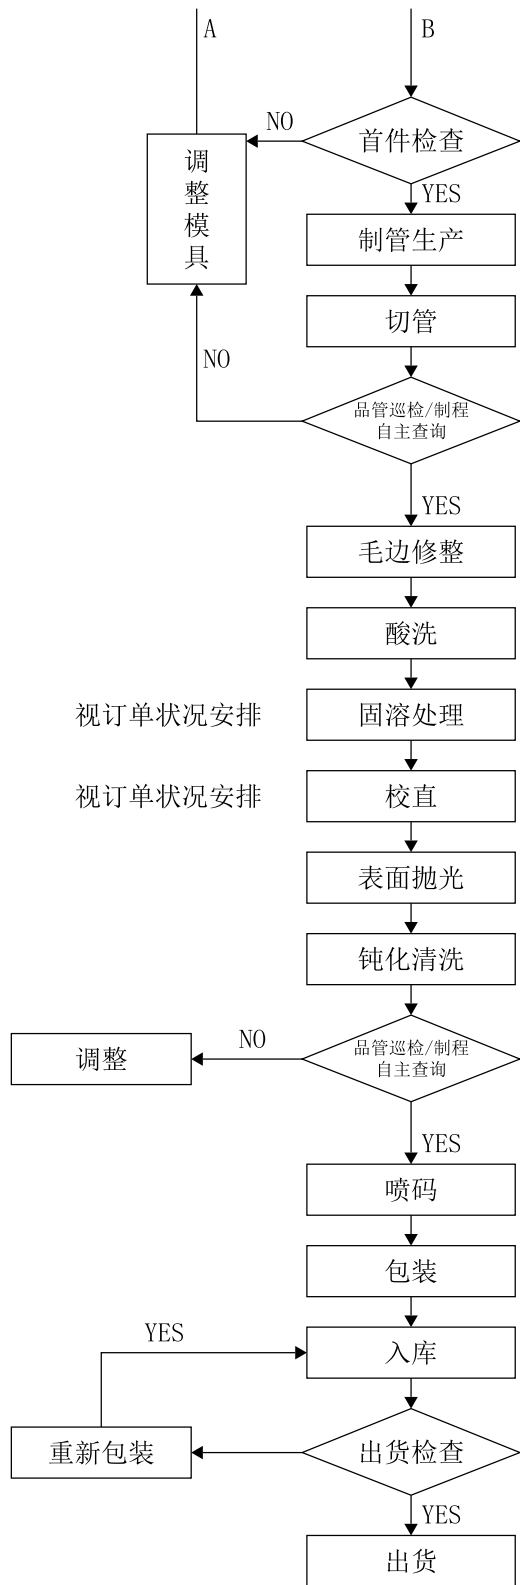 A
B
NO
首件检查
调整模具
YES
制管生产
切管
NO
品管巡检/制程
自主查询
YES
毛边修整
酸洗
视订单状况安排
固溶处理
视订单状况安排
校直
表面抛光
钝化清洗
NO
调整
品管巡检/制程
自主查询
YES
喷码
包装
YES
入库
重新包装
出货检查
YES
出货